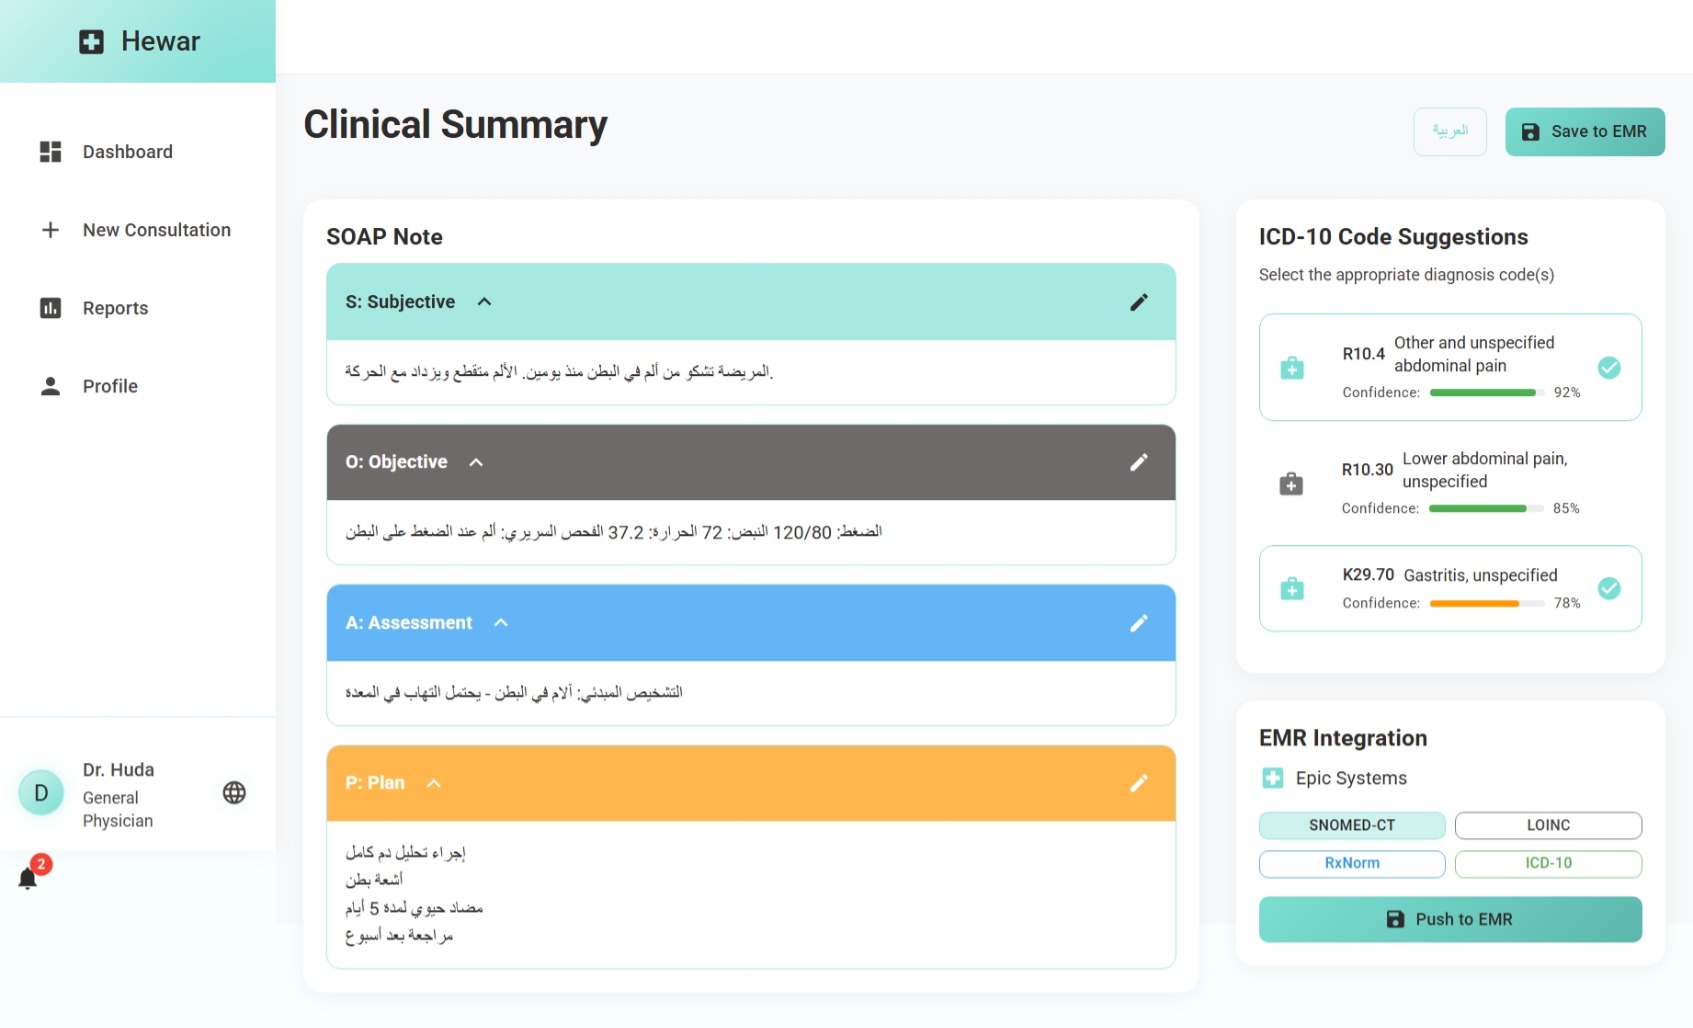 Hewar
Dashboard
New Consultation
Reports
Profile
Dr. Huda
General
Physician
2
Clinical Summary
العربية
Save to EMR
SOAP Note
S: Subjective
المريضة تشكو من ألم في البطن منذ يومين. الألم متقطع ويزداد مع الحركة.
O: Objective
الضغط: 120/80 النبض: 72 الحرارة: 37.2 الفحص السريري: ألم عند الضغط على البطن
A: Assessment
التشخيص المبدئي: آلام في البطن - يحتمل التهاب في المعدة
P: Plan
إجراء تحليل دم كامل
أشعة بطن
مضاد حيوي لمدة 5 أيام
مراجعة بعد أسبوع
ICD-10 Code Suggestions
Select the appropriate diagnosis code(s)
R10.4 Other and unspecified
abdominal pain
Confidence: 92%
R10.30 Lower abdominal pain,
unspecified
Confidence: 85%
K29.70 Gastritis, unspecified
Confidence: 78%
EMR Integration
Epic Systems
SNOMED-CT LOINC
RxNorm ICD-10
Push to EMR